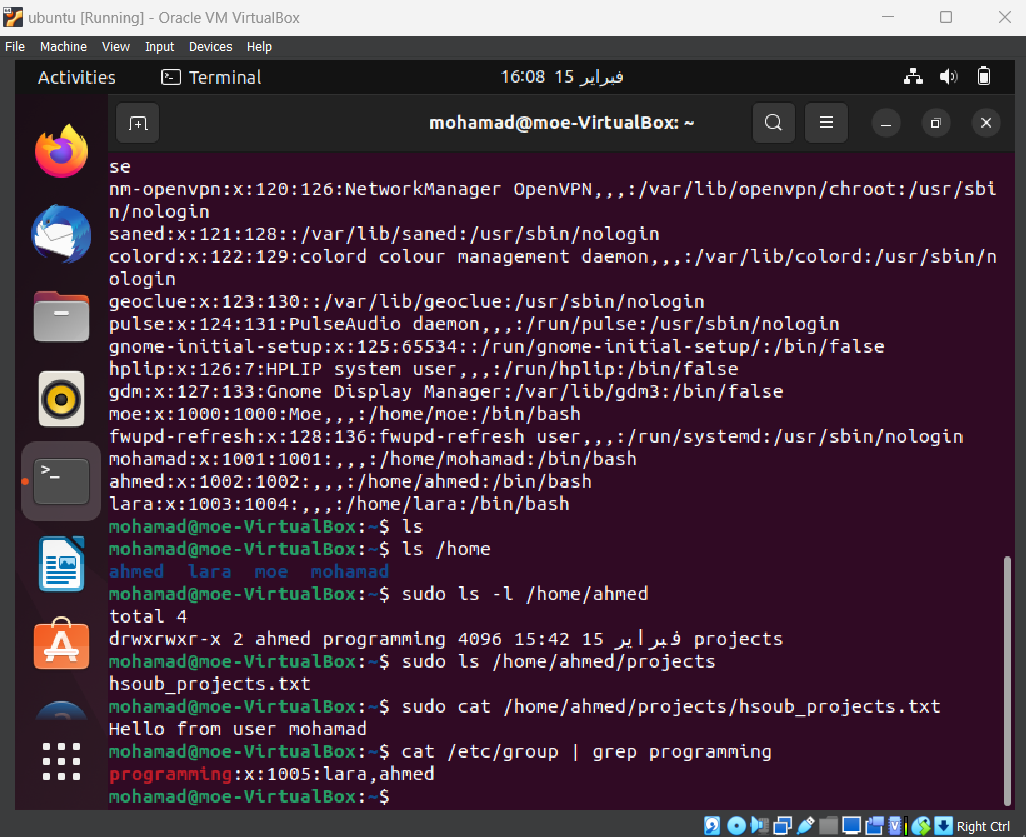 ubuntu [Running] - Oracle VM VirtualBox
File Machine View Input Devices Help
Activities Terminal 16:08 15 فبراير
mohamad@moe-VirtualBox: ~
se
nm-openvpn:x:120:126:NetworkManager OpenVPN,,,:/var/lib/openvpn/chroot:/usr/sbi
n/nologin
saned:x:121:128::/var/lib/saned:/usr/sbin/nologin
colord:x:122:129:colord colour management daemon,,,:/var/lib/colord:/usr/sbin/n
ologin
geoclue:x:123:130::/var/lib/geoclue:/usr/sbin/nologin
pulse:x:124:131:PulseAudio daemon,,,:/run/pulse:/usr/sbin/nologin
gnome-initial-setup:x:125:65534::/run/gnome-initial-setup/:/bin/false
hplip:x:126:7:HPLIP system user,,,:/run/hplip:/bin/false
gdm:x:127:133:Gnome Display Manager:/var/lib/gdm3:/bin/false
moe:x:1000:1000:Moe,,,:/home/moe:/bin/bash
fwupd-refresh:x:128:136:fwupd-refresh user,,,:/run/systemd:/usr/sbin/nologin
mohamad:x:1001:1001:,,,:/home/mohamad:/bin/bash
ahmed:x:1002:1002:,,,:/home/ahmed:/bin/bash
lara:x:1003:1004:,,,:/home/lara:/bin/bash
mohamad@moe-VirtualBox:~$ ls
mohamad@moe-VirtualBox:~$ ls /home
ahmed lara moe mohamad
mohamad@moe-VirtualBox:~$ sudo ls -l /home/ahmed
total 4
drwxrwxr-x 2 ahmed programming 4096 15:42 15 فبراير projects
mohamad@moe-VirtualBox:~$ sudo ls /home/ahmed/projects
hsoub_projects.txt
mohamad@moe-VirtualBox:~$ sudo cat /home/ahmed/projects/hsoub_projects.txt
Hello from user mohamad
mohamad@moe-VirtualBox:~$ cat /etc/group | grep programming
programming:x:1005:lara,ahmed
mohamad@moe-VirtualBox:~$
Right Ctrl